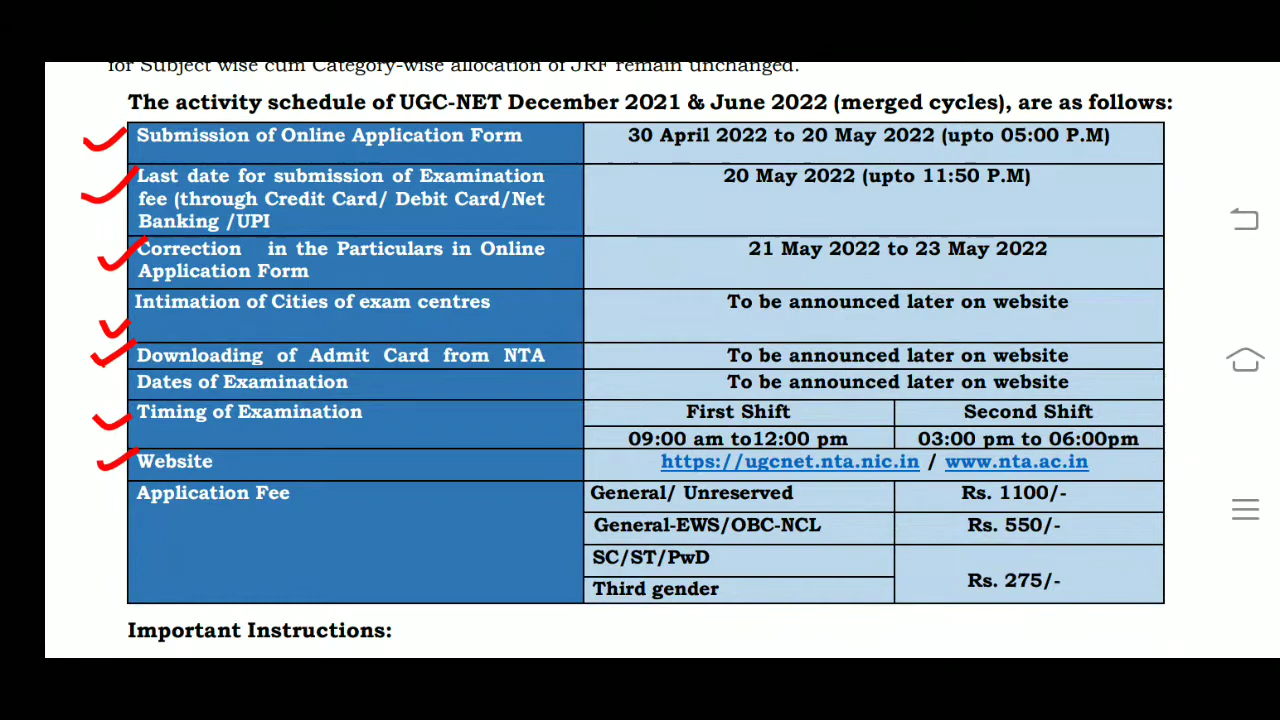 for Subject wise cum Category-wise allocation of JRF remain unchanged.
The activity schedule of UGC-NET December 2021 & June 2022 (merged cycles), are as follows:
Submission of Online Application Form
30 April 2022 to 20 May 2022 (upto 05:00 P.M)
Last date for submission of Examination
fee (through Credit Card/ Debit Card/Net
Banking /UPI
20 May 2022 (upto 11:50 P.M)
Correction in the Particulars in Online
Application Form
21 May 2022 to 23 May 2022
Intimation of Cities of exam centres
To be announced later on website
Downloading of Admit Card from NTA
To be announced later on website
Dates of Examination
To be announced later on website
Timing of Examination
First Shift
Second Shift
09:00 am to12:00 pm
03:00 pm to 06:00pm
Website
https://ugcnet.nta.nic.in / www.nta.ac.in
Application Fee
General/ Unreserved
Rs. 1100/-
General-EWS/OBC-NCL
Rs. 550/-
SC/ST/PwD
Third gender
Rs. 275/-
Important Instructions: